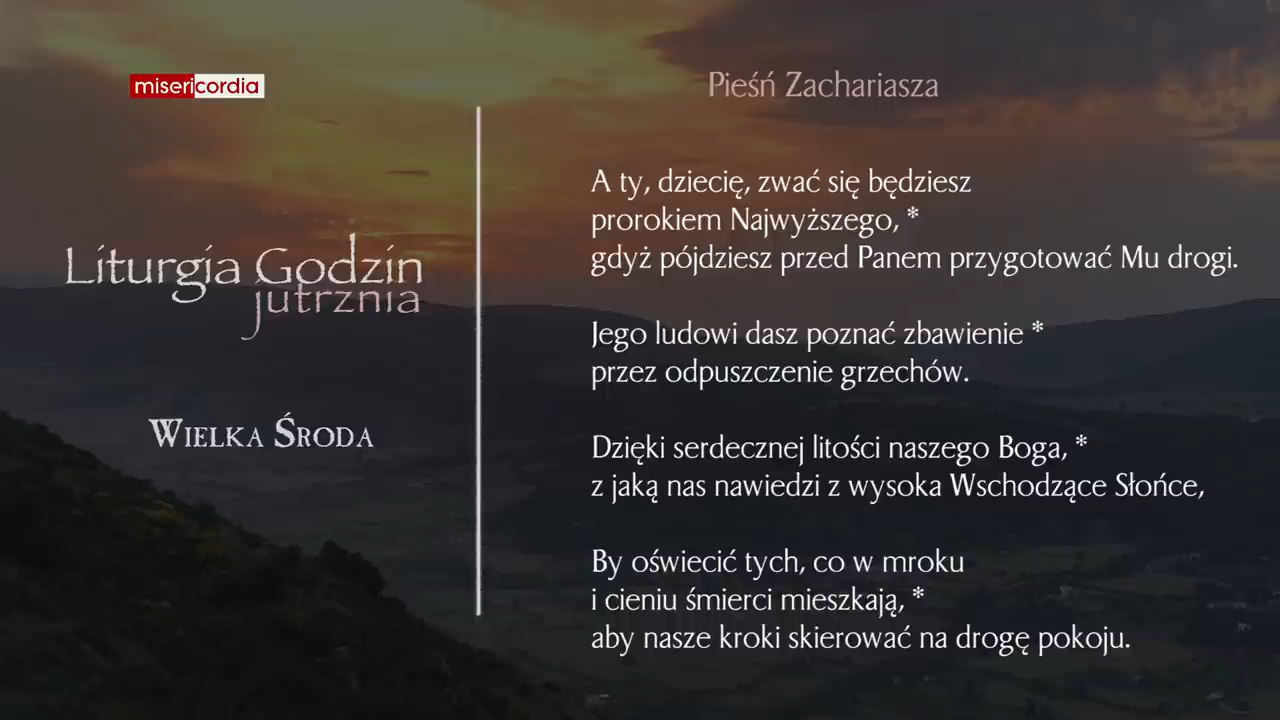 misericordia
Liturgia Godzin
jutrznia
Wielka Środa
Pieśń Zachariasza
A ty, dziecię, zwać się będziesz
prorokiem Najwyższego, *
gdyż pójdziesz przed Panem przygotować Mu drogi.
Jego ludowi dasz poznać zbawienie *
przez odpuszczenie grzechów.
Dzięki serdecznej litości naszego Boga, *
z jaką nas nawiedzi z wysoka Wschodzące Słońce,
By oświecić tych, co w mroku
i cieniu śmierci mieszkają, *
aby nasze kroki skierować na drogę pokoju.